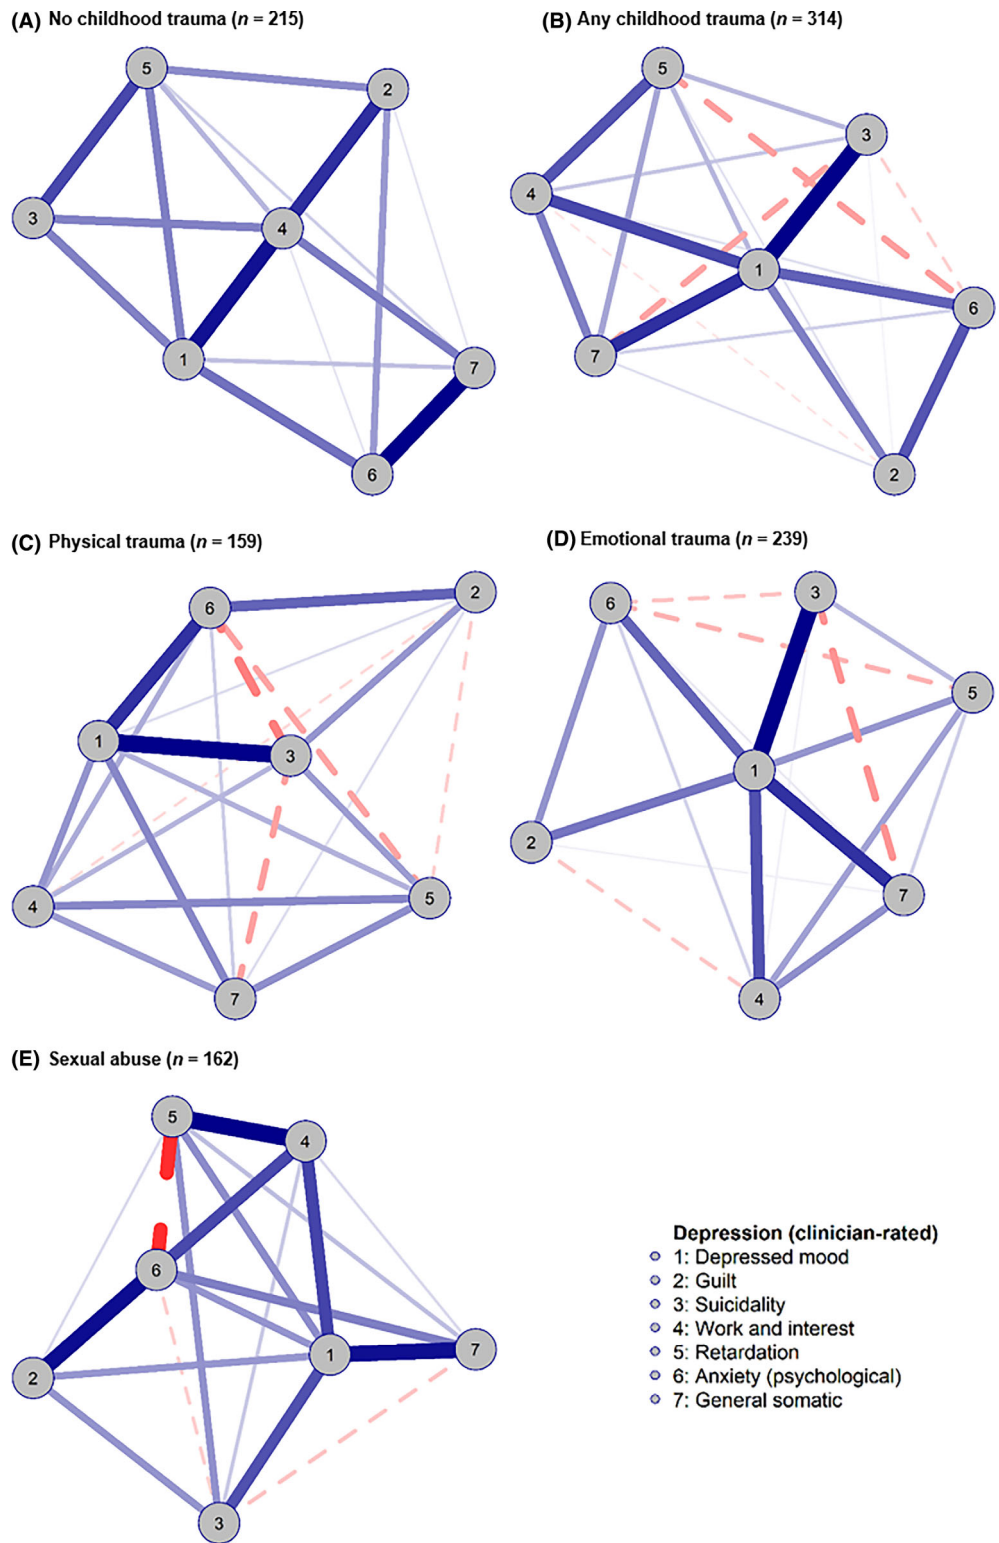 (A) No childhood trauma (n = 215)
5
2
3
4
1
7
6
(B) Any childhood trauma (n = 314)
5
3
4
1
6
7
2
(C) Physical trauma (n = 159)
2
6
1
3
5
4
7
(D) Emotional trauma (n = 239)
3
6
5
1
2
7
4
(E) Sexual abuse (n = 162)
5
4
6
7
1
2
3
Depression (clinician-rated)
1: Depressed mood
2: Guilt
3: Suicidality
4: Work and interest
5: Retardation
6: Anxiety (psychological)
7: General somatic